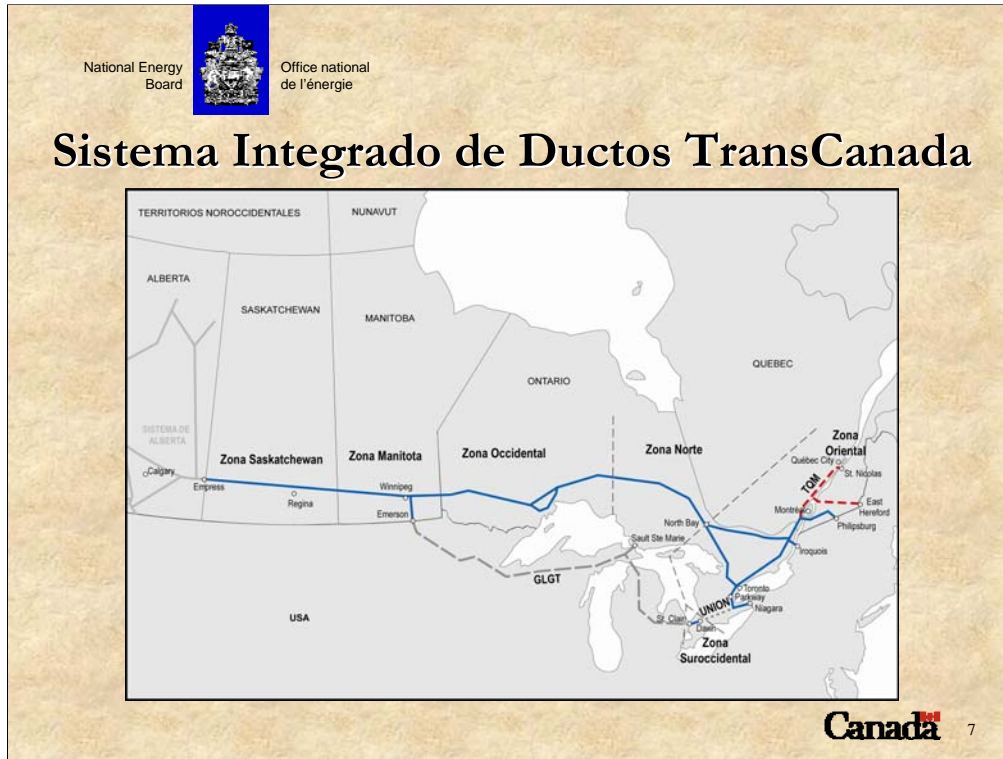 National Energy
Board
Office national
de l'énergie
Sistema Integrado de Ductos TransCanada
TERRITORIOS NOROCCIDENTALES
NUNAVUT
ALBERTA
SASKATCHEWAN
MANITOBA
ONTARIO
QUEBEC
SISTEMA DE
ALBERTA
Zona Saskatchewan
Zona Manitota
Zona Occidental
Zona Norte
Zona
Oriental
Québec City
St. Nicolas
TQM
Calgary
Empress
Regina
Winnipeg
Emerson
Montréal
East
Hereford
Philipsburg
North Bay
Sault Ste Marie
Iroquois
GLGT
Toronto
Parkway
Niagara
UNION
St. Clair
Dawn
USA
Zona
Suroccidental
Canada
7